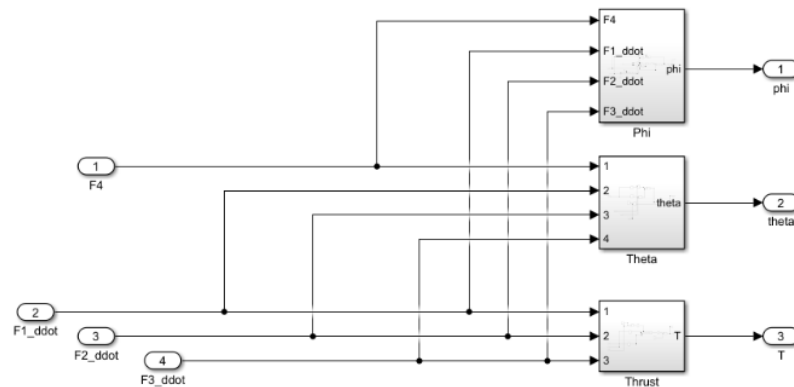 F4
F1_ddot
F2_ddot
F3_ddot
phi
Phi
1
phi
1
F4
1
2
3
4
theta
Theta
2
theta
2
F1_ddot
3
F2_ddot
4
F3_ddot
1
2
3
T
Thrust
3
T